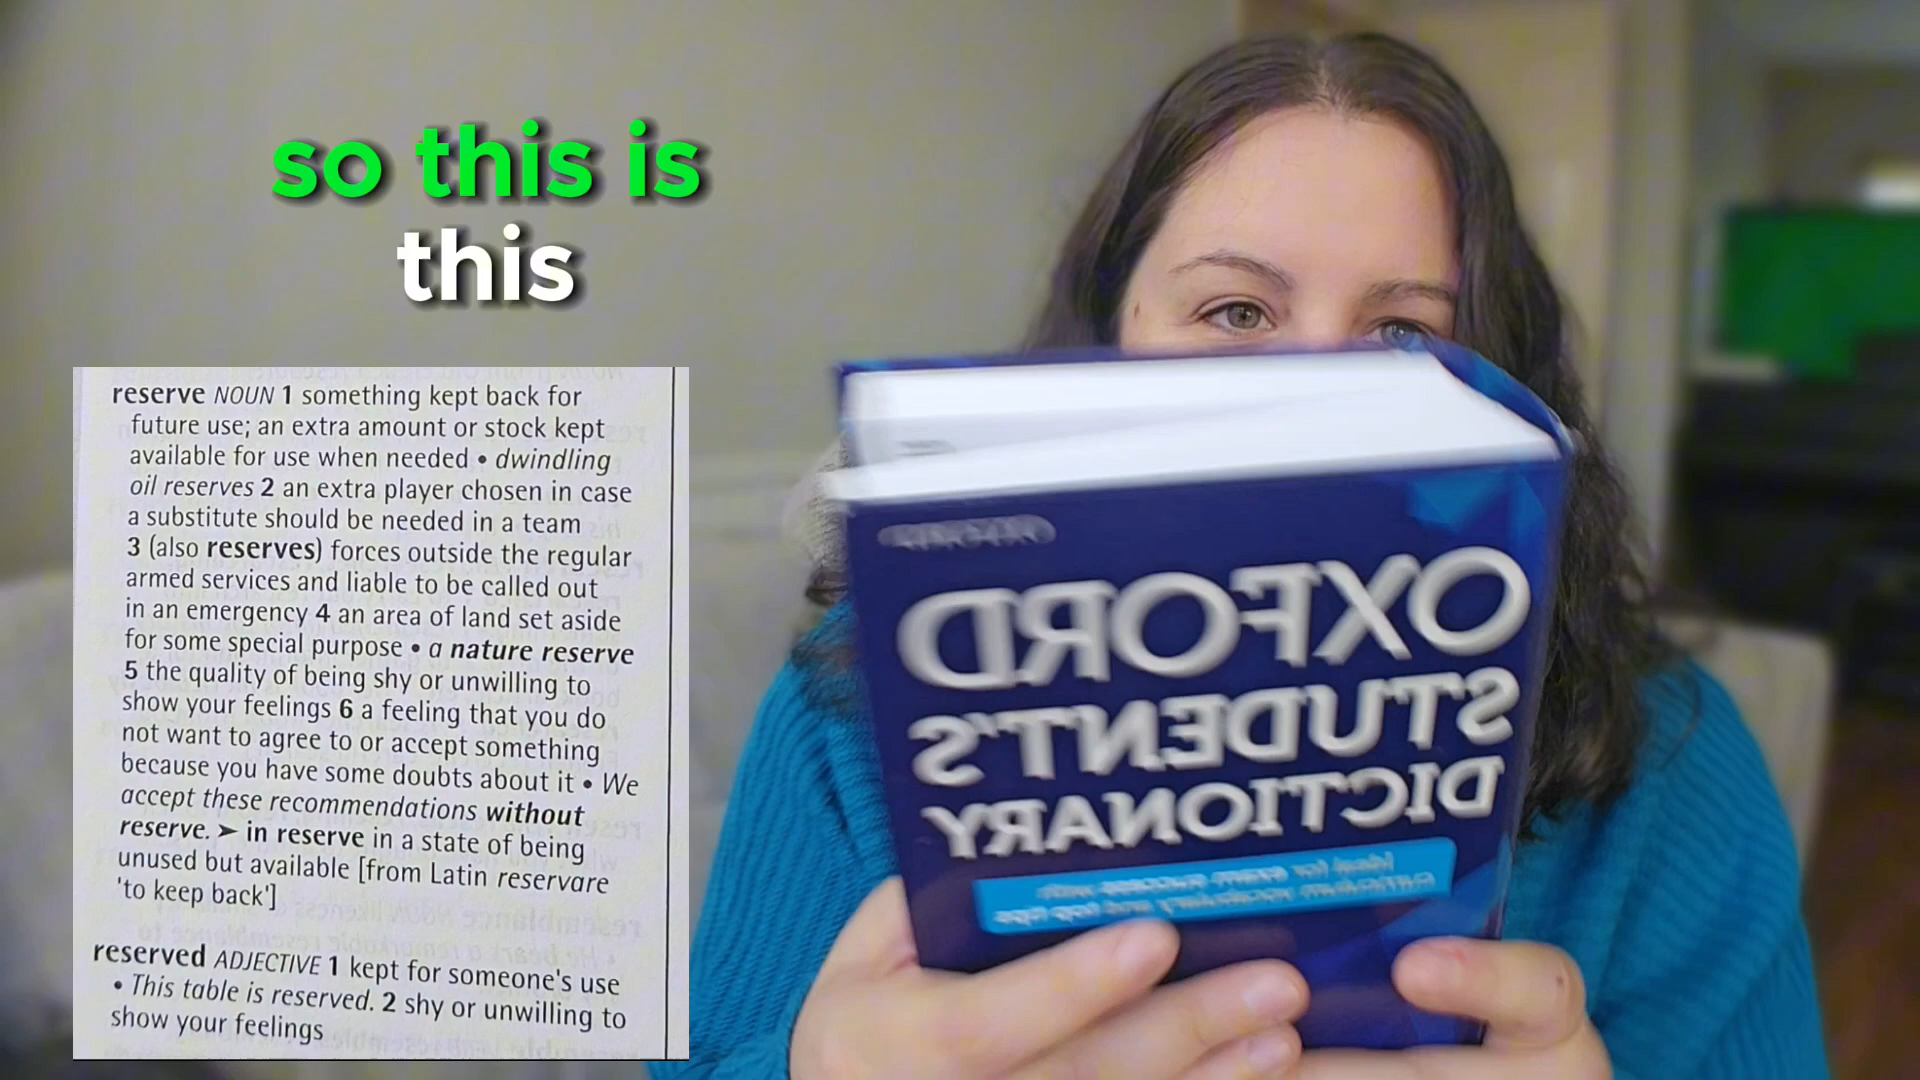 so this is
this
reserve NOUN 1 something kept back for
future use; an extra amount or stock kept
available for use when needed • dwindling
oil reserves 2 an extra player chosen in case
a substitute should be needed in a team
3 (also reserves) forces outside the regular
armed services and liable to be called out
in an emergency 4 an area of land set aside
for some special purpose • a nature reserve
5 the quality of being shy or unwilling to
show your feelings 6 a feeling that you do
not want to agree to or accept something
because you have some doubts about it • We
accept these recommendations without
reserve. ➤ in reserve in a state of being
unused but available [from Latin reservare
'to keep back']
reserved ADJECTIVE 1 kept for someone's use
• This table is reserved. 2 shy or unwilling to
show your feelings
OXFORD
STUDENT'S
DICTIONARY